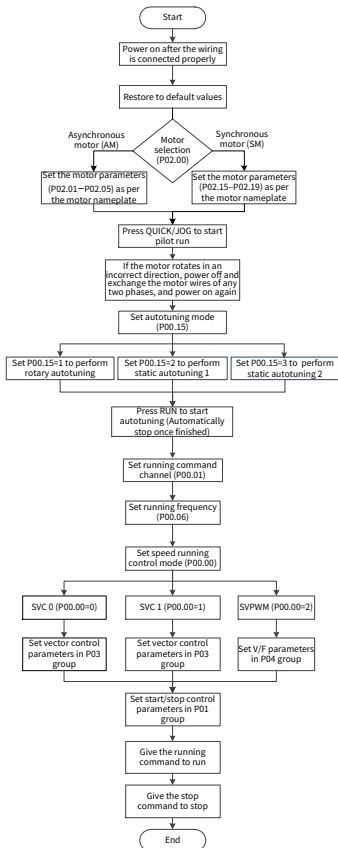 Start
Power on after the wiring
is connected properly
Restore to default values
Asynchronous
motor (AM)
Motor
selection
(P02.00)
Synchronous
motor (SM)
Set the motor parameters
(P02.01－P02.05) as per
the motor nameplate
Set the motor parameters
(P02.15–P02.19) as per
the motor nameplate
Press QUICK/JOG to start
pilot run
If the motor rotates in an
incorrect direction, power off and
exchange the motor wires of any
two phases, and power on again
Set autotuning mode
(P00.15)
Set P00.15=1 to perform
rotary autotuning
Set P00.15=2 to perform
static autotuning 1
Set P00.15=3 to perform
static autotuning 2
Press RUN to start
autotuning (Automatically
stop once finished)
Set running command
channel (P00.01)
Set running frequency
(P00.06)
Set speed running
control mode (P00.00)
SVC 0 (P00.00=0)
SVC 1 (P00.00=1)
SVPWM (P00.00=2)
Set vector control
parameters in P03
group
Set vector control
parameters in P03
group
Set V/F parameters
in P04 group
Set start/stop control
parameters in P01
group
Give the running
command to run
Give the stop
command to stop
End